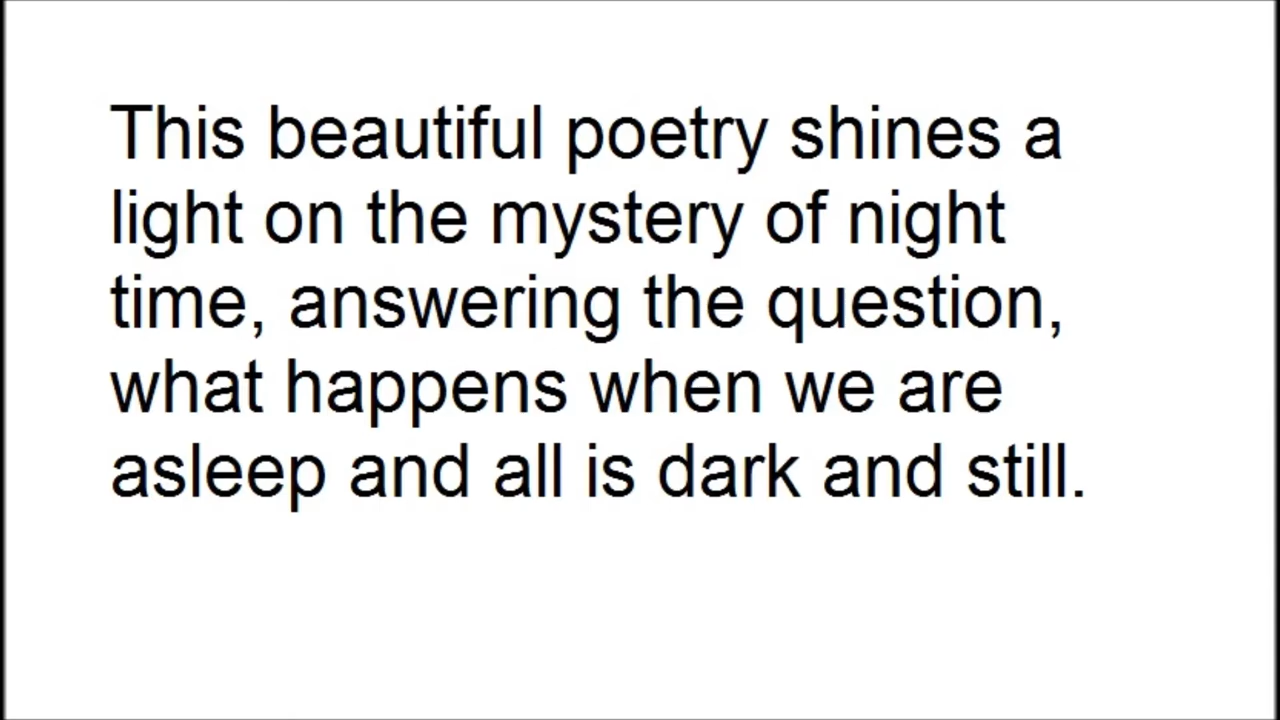 This beautiful poetry shines a
light on the mystery of night
time, answering the question,
what happens when we are
asleep and all is dark and still.